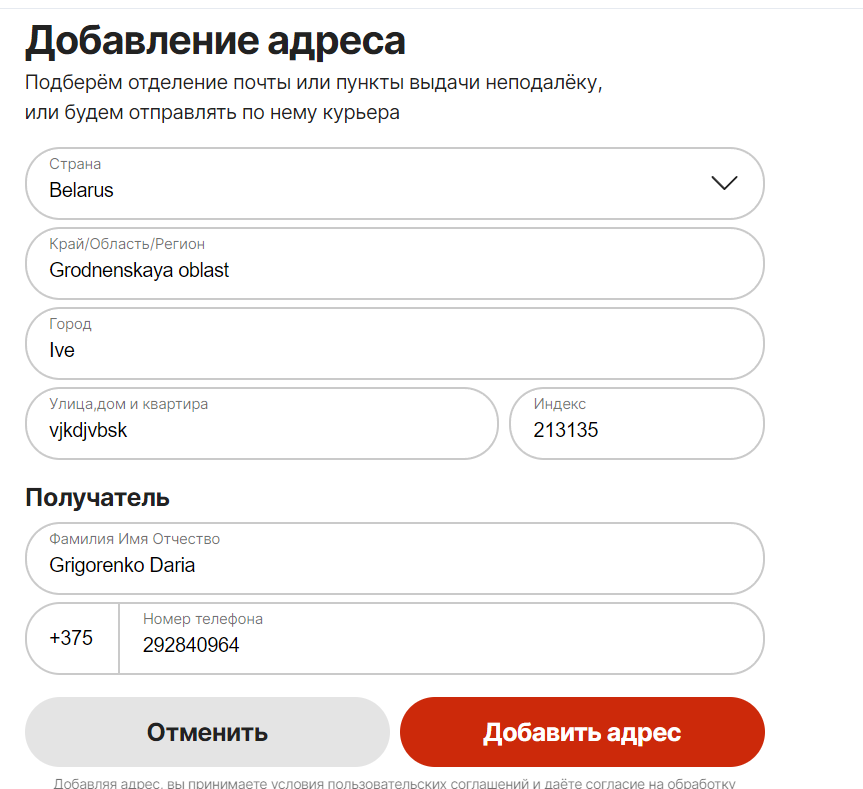 Добавление адреса
Подберём отделение почты или пункты выдачи неподалёку,
или будем отправлять по нему курьера
Страна
Belarus
Край/Область/Регион
Grodnenskaya oblast
Город
Ive
Улица,дом и квартира
vjkdjvbsk
Индекс
213135
Получатель
Фамилия Имя Отчество
Grigorenko Daria
+375
Номер телефона
292840964
Отменить
Добавить адрес
Добавляя адрес, вы принимаете условия пользовательских соглашений и даёте согласие на обработку